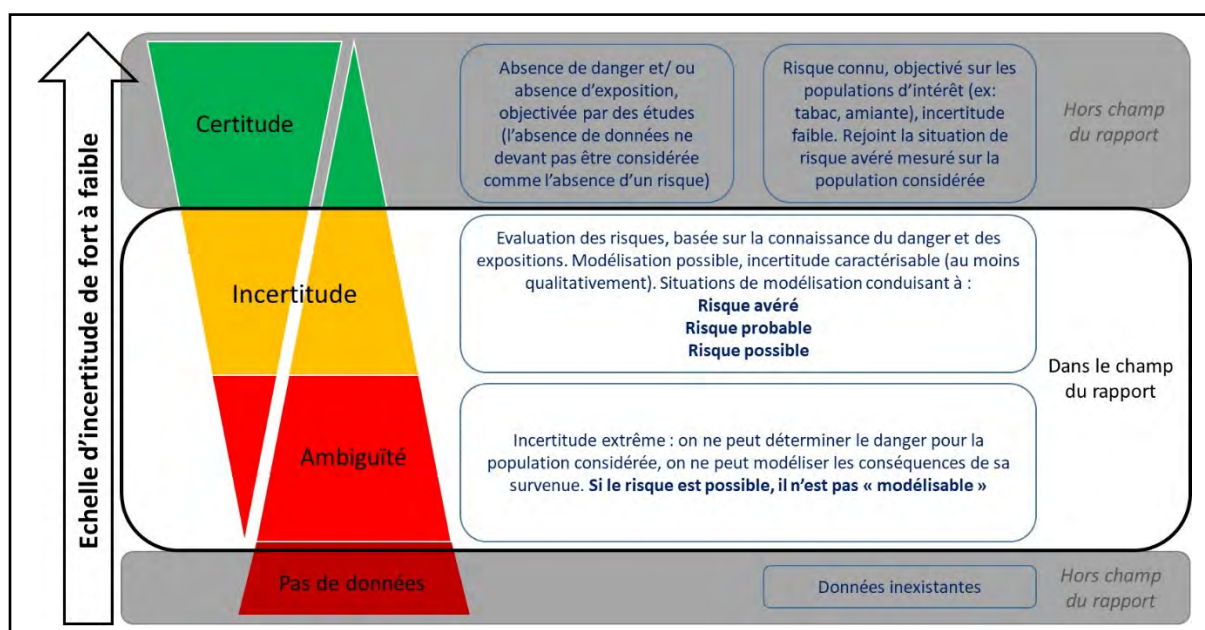 Echelle d'incertitude de fort à faible
Certitude
Absence de danger et/ ou
absence d'exposition,
objectivée par des études
(l'absence de données ne
devant pas être considérée
comme l'absence d'un risque)
Risque connu, objectivé sur les
populations d'intérêt (ex:
tabac, amiante), incertitude
faible. Rejoint la situation de
risque avéré mesuré sur la
population considérée
Hors champ
du rapport
Incertitude
Evaluation des risques, basée sur la connaissance du danger et des
expositions. Modélisation possible, incertitude caractérisable (au moins
qualitativement). Situations de modélisation conduisant à :
Risque avéré
Risque probable
Risque possible
Dans le champ
du rapport
Ambiguïté
Incertitude extrême : on ne peut déterminer le danger pour la
population considérée, on ne peut modéliser les conséquences de sa
survenue. Si le risque est possible, il n'est pas « modélisable »
Pas de données
Données inexistantes
Hors champ
du rapport